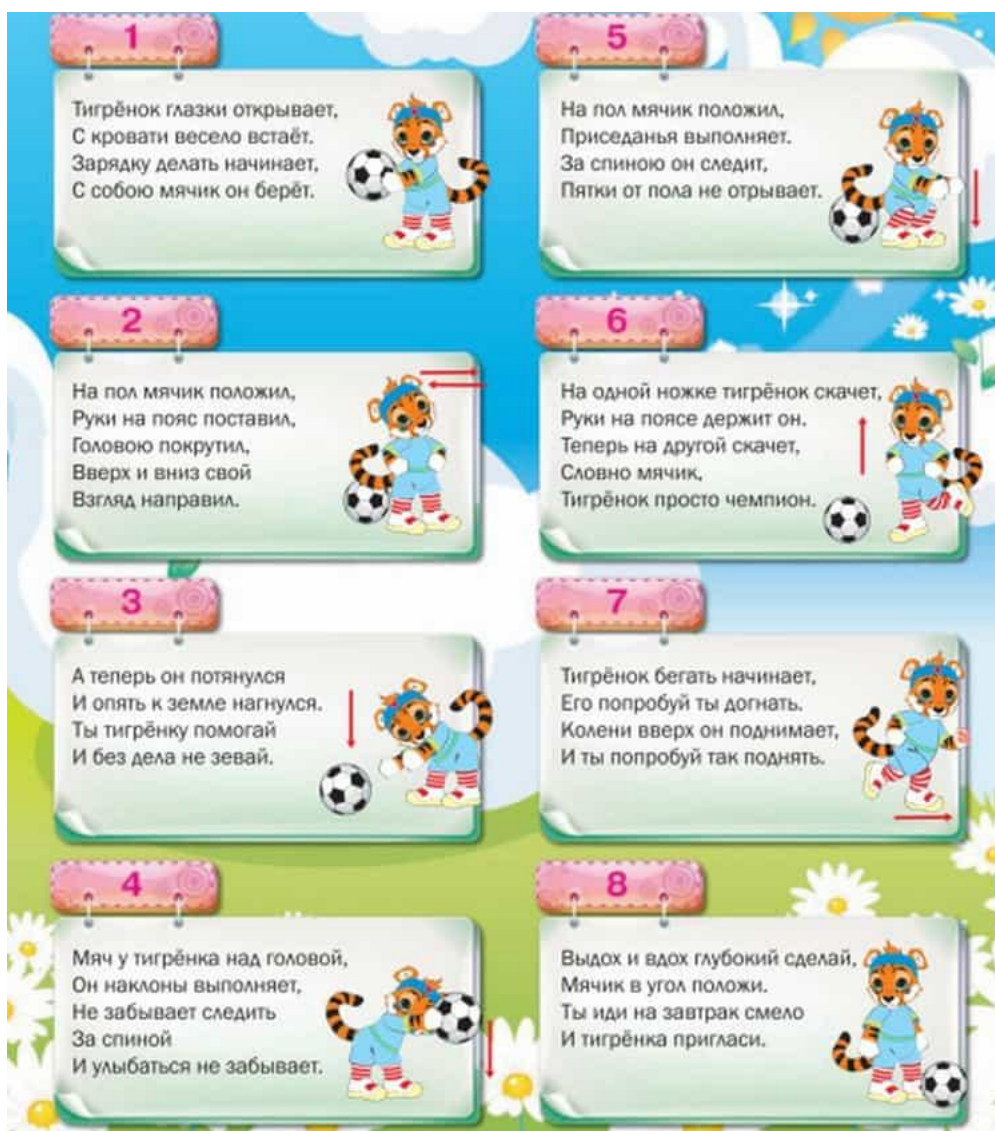 1
Тигрёнок глазки открывает,
С кровати весело встаёт.
Зарядку делать начинает,
С собою мячик он берёт.
2
На пол мячик положил,
Руки на пояс поставил,
Головою покрутил,
Вверх и вниз свой
Взгляд направил.
3
А теперь он потянулся
И опять к земле нагнулся.
Ты тигрёнку помогай
И без дела не зевай.
4
Мяч у тигрёнка над головой,
Он наклоны выполняет,
Не забывает следить
За спиной
И улыбаться не забывает.
5
На пол мячик положил,
Приседанья выполняет.
За спиною он следит,
Пятки от пола не отрывает.
6
На одной ножке тигрёнок скачет,
Руки на поясе держит он.
Теперь на другой скачет,
Словно мячик,
Тигрёнок просто чемпион.
7
Тигрёнок бегать начинает,
Его попробуй ты догнать.
Колени вверх он поднимает,
И ты попробуй так поднять.
8
Выдох и вдох глубокий сделай,
Мячик в угол положи.
Ты иди на завтрак смело
И тигрёнка пригласи.